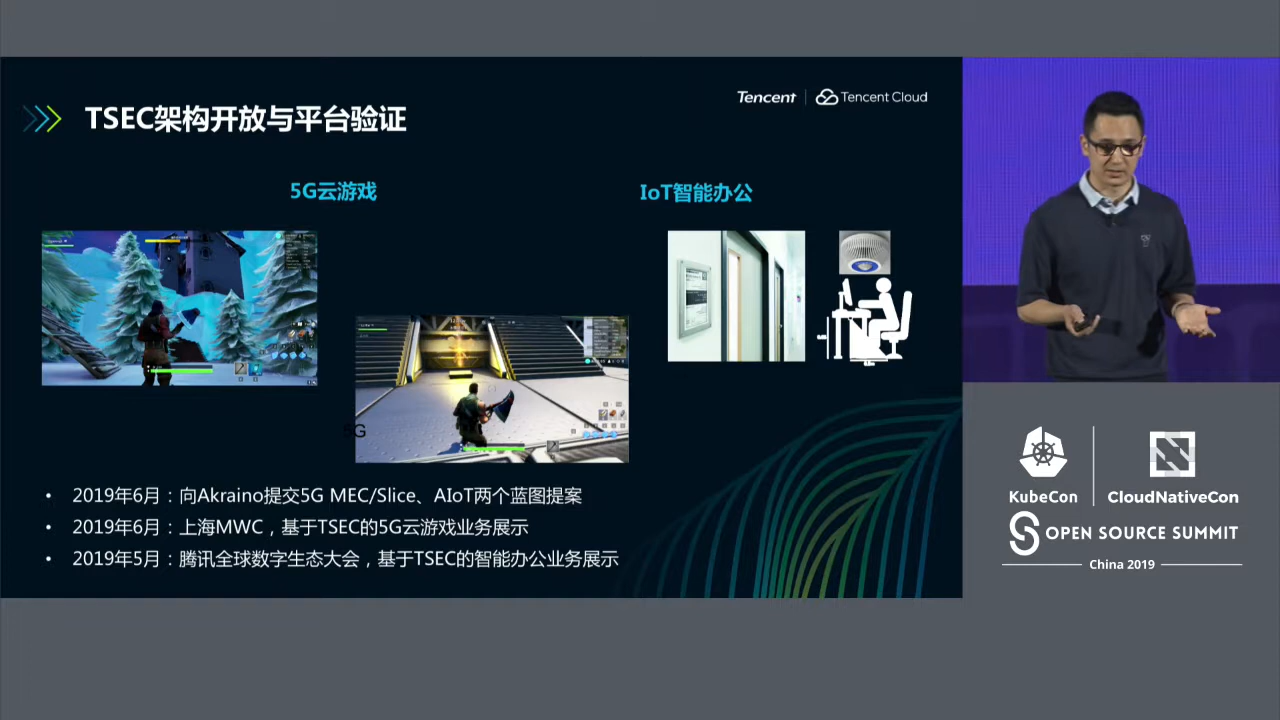 TSEC架构开放与平台验证
Tencent | Tencent Cloud
5G云游戏
IoT智能办公
5G
• 2019年6月：向Akraino提交5G MEC/Slice、AIoT两个蓝图提案
• 2019年6月：上海MWC，基于TSEC的5G云游戏业务展示
• 2019年5月：腾讯全球数字生态大会，基于TSEC的智能办公业务展示
KubeCon
CloudNativeCon
OPEN SOURCE SUMMIT
China 2019